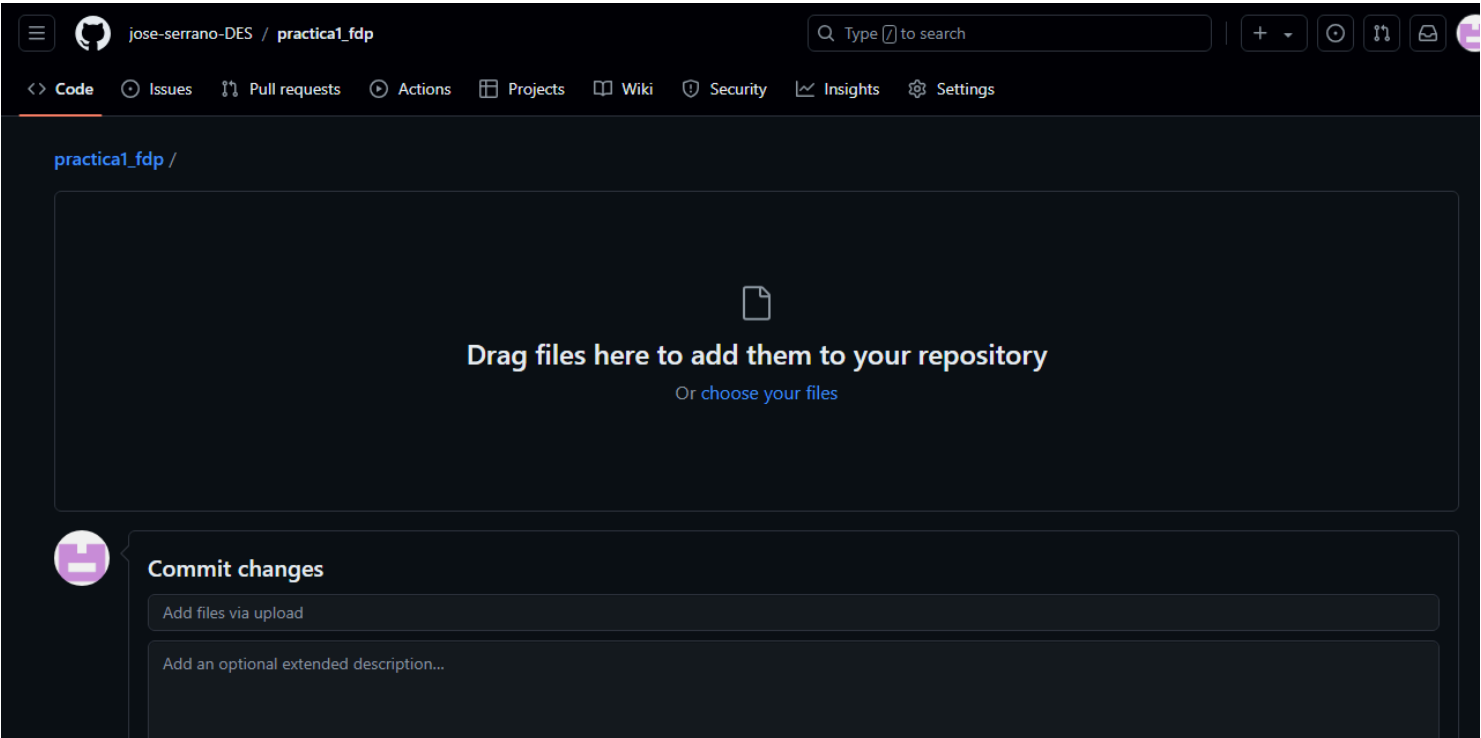 jose-serrano-DES / practica1_fdp Type / to search
Code Issues Pull requests Actions Projects Wiki Security Insights Settings
practica1_fdp /
Drag files here to add them to your repository
Or choose your files
Commit changes
Add files via upload
Add an optional extended description...